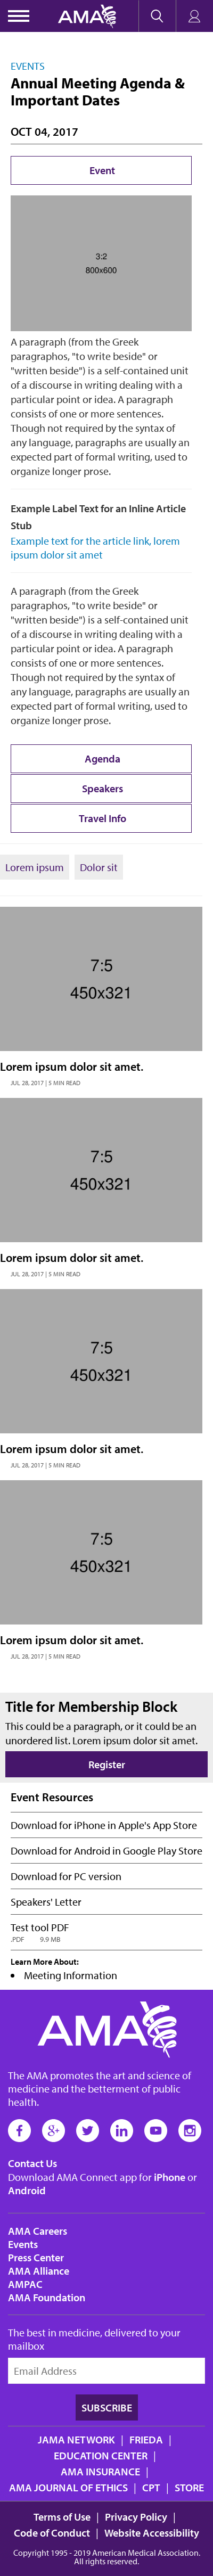 AMA
EVENTS
Annual Meeting Agenda &
Important Dates
OCT 04, 2017
Event
3:2
800x600
A paragraph (from the Greek
paragraphos, "to write beside" or
"written beside") is a self-contained unit
of a discourse in writing dealing with a
particular point or idea. A paragraph
consists of one or more sentences.
Though not required by the syntax of
any language, paragraphs are usually an
expected part of formal writing, used to
organize longer prose.
Example Label Text for an Inline Article
Stub
Example text for the article link, lorem
ipsum dolor sit amet
A paragraph (from the Greek
paragraphos, "to write beside" or
"written beside") is a self-contained unit
of a discourse in writing dealing with a
particular point or idea. A paragraph
consists of one or more sentences.
Though not required by the syntax of
any language, paragraphs are usually an
expected part of formal writing, used to
organize longer prose.
Agenda
Speakers
Travel Info
Lorem ipsum Dolor sit
7:5
450x321
Lorem ipsum dolor sit amet.
JUL 28, 2017 | 5 MIN READ
7:5
450x321
Lorem ipsum dolor sit amet.
JUL 28, 2017 | 5 MIN READ
7:5
450x321
Lorem ipsum dolor sit amet.
JUL 28, 2017 | 5 MIN READ
7:5
450x321
Lorem ipsum dolor sit amet.
JUL 28, 2017 | 5 MIN READ
Title for Membership Block
This could be a paragraph, or it could be an
unordered list. Lorem ipsum dolor sit amet.
Register
Event Resources
Download for iPhone in Apple's App Store
Download for Android in Google Play Store
Download for PC version
Speakers' Letter
Test tool PDF
.PDF 9.9 MB
Learn More About:
• Meeting Information
AMA
The AMA promotes the art and science of
medicine and the betterment of public
health.
Contact Us
Download AMA Connect app for iPhone or
Android
AMA Careers
Events
Press Center
AMA Alliance
AMPAC
AMA Foundation
The best in medicine, delivered to your
mailbox
Email Address
SUBSCRIBE
JAMA NETWORK | FRIEDA |
EDUCATION CENTER |
AMA INSURANCE |
AMA JOURNAL OF ETHICS | CPT | STORE
Terms of Use | Privacy Policy |
Code of Conduct | Website Accessibility
Copyright 1995 - 2019 American Medical Association.
All rights reserved.